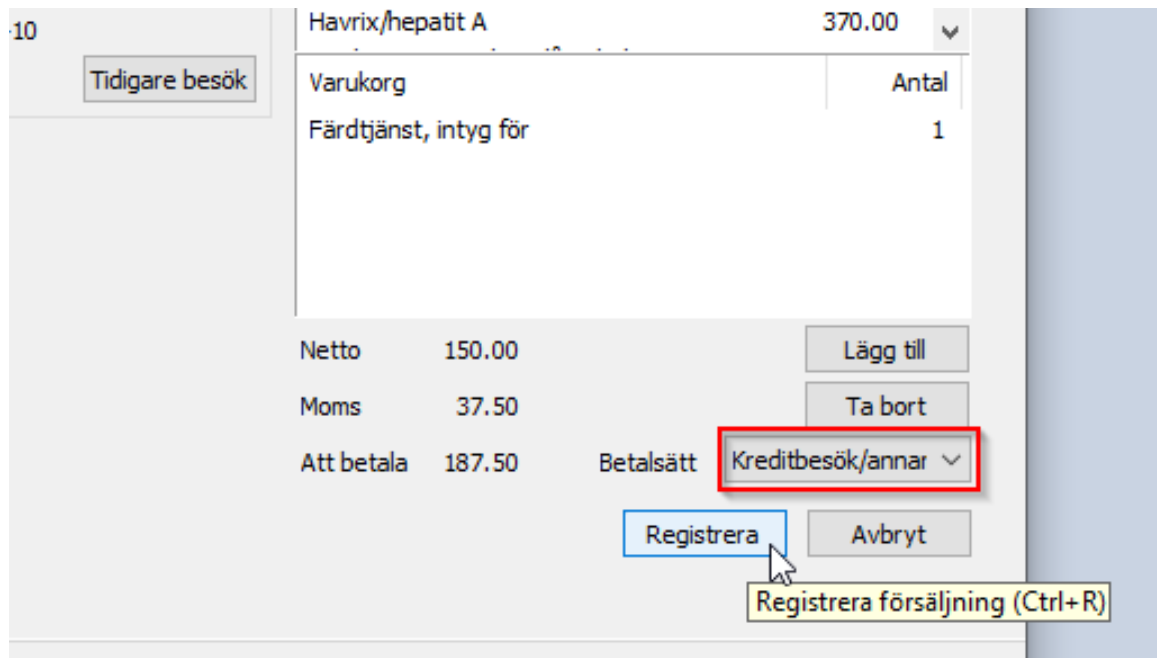 -10
Tidigare besök
Havrix/hepatit A 370.00
Varukorg Antal
Färdtjänst, intyg för 1
Netto 150.00 Lägg till
Moms 37.50 Ta bort
Att betala 187.50 Betalsätt Kreditbesök/annar
Registrera Avbryt
Registrera försäljning (Ctrl+R)